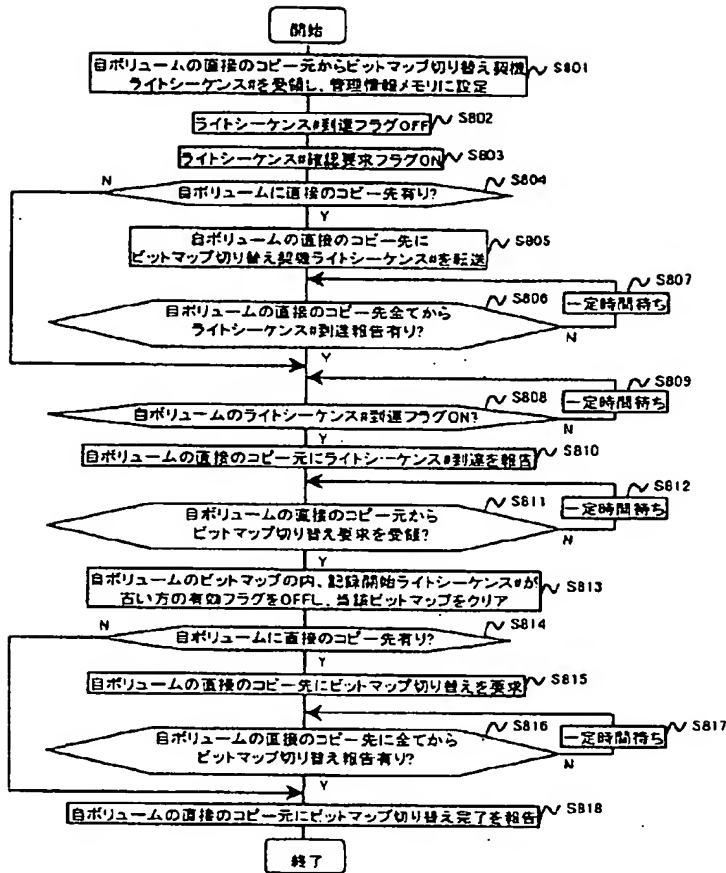 開始
自ボリュームの直接のコピー元からビットマップ切り替え契機
ライトシーケンス#を受領し、管理情報メモリに設定
S801
ライトシーケンス#到達フラグOFF
S802
ライトシーケンス#確認要求フラグON
S803
N
自ボリュームに直接のコピー先有り?
S804
Y
自ボリュームの直接のコピー先に
ビットマップ切り替え契機ライトシーケンス#を転送
S805
S807
一定時間待ち
自ボリュームの直接のコピー先全てから
ライトシーケンス#到達報告有り?
S806
N
Y
S809
一定時間待ち
自ボリュームのライトシーケンス#到達フラグON?
S808
N
Y
自ボリュームの直接のコピー元にライトシーケンス#到達を報告
S810
S812
一定時間待ち
自ボリュームの直接のコピー元から
ビットマップ切り替え要求を受領?
S811
N
Y
自ボリュームのビットマップの内、記録開始ライトシーケンス#が
古い方の有効フラグをOFFし、当該ビットマップをクリア
S813
N
自ボリュームに直接のコピー先有り?
S814
Y
自ボリュームの直接のコピー先にビットマップ切り替えを要求
S815
S817
一定時間待ち
自ボリュームの直接のコピー先に全てから
ビットマップ切り替え報告有り?
S816
N
Y
自ボリュームの直接のコピー元にビットマップ切り替え完了を報告
S818
終了